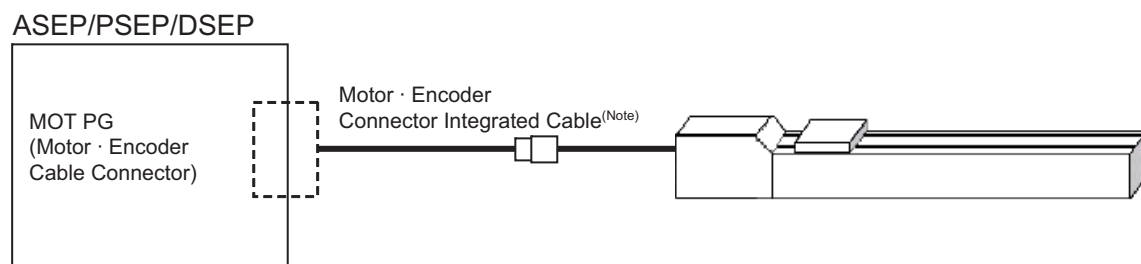 ASEP/PSEP/DSEP
MOT PG
(Motor · Encoder
Cable Connector)
Motor · Encoder
Connector Integrated Cable(Note)